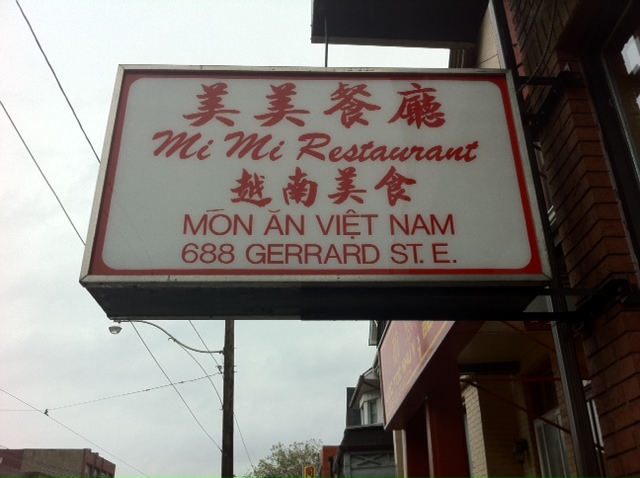 美美餐廳
Mi Mi Restaurant
越南美食
MÓN ĂN VIỆT NAM
688 GERRARD ST. E.